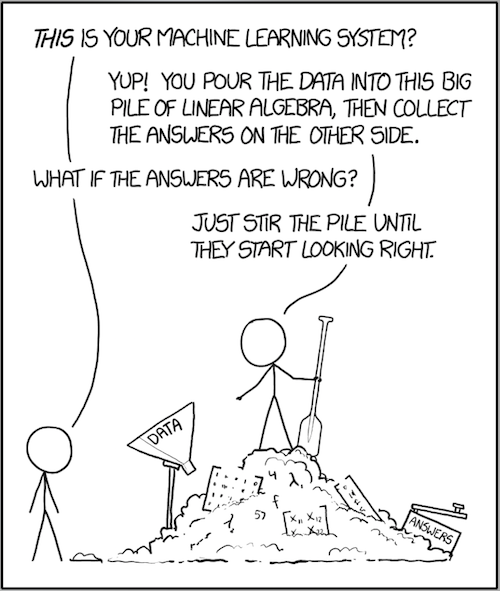 THIS IS YOUR MACHINE LEARNING SYSTEM?
YUP! YOU POUR THE DATA INTO THIS BIG
PILE OF LINEAR ALGEBRA, THEN COLLECT
THE ANSWERS ON THE OTHER SIDE.
WHAT IF THE ANSWERS ARE WRONG?
JUST STIR THE PILE UNTIL
THEY START LOOKING RIGHT.
DATA
4 λ
f
λ 57
X₁₁ X₁₂
X₂₂
ANSWERS